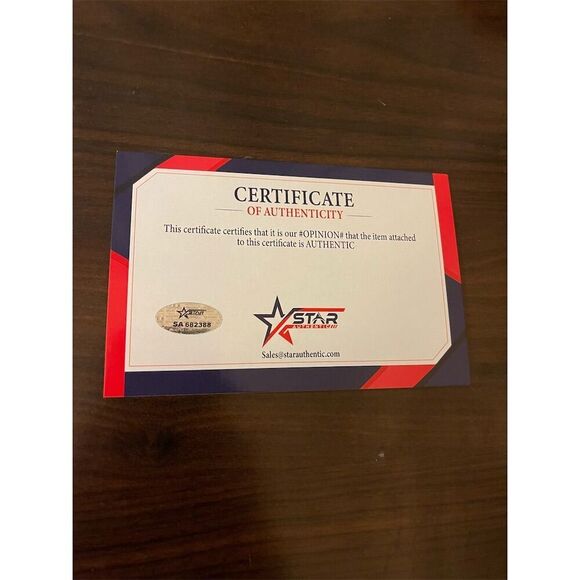 CERTIFICATE
OF AUTHENTICITY
This certificate certifies that it is our #OPINION# that the item attached
to this certificate is AUTHENTIC
SA 682388
STAR
AUTHENTIC
Sales@starauthentic.com